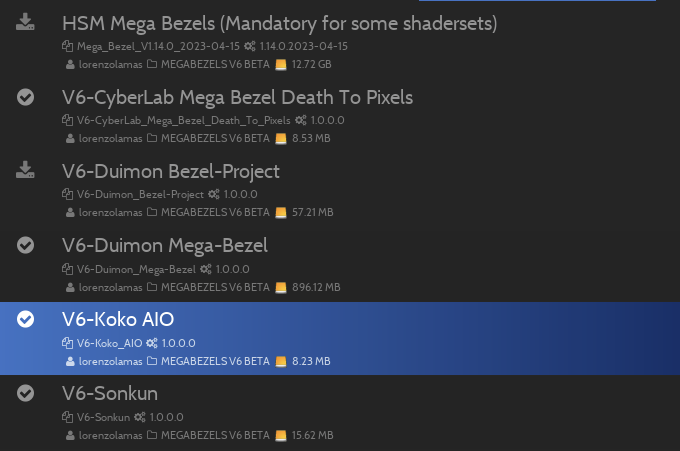 HSM Mega Bezels (Mandatory for some shadersets)
Mega_Bezel_V1.14.0_2023-04-15 1.14.0.2023-04-15
lorenzolamas MEGABEZELS V6 BETA 12.72 GB
V6-CyberLab Mega Bezel Death To Pixels
V6-CyberLab_Mega_Bezel_Death_To_Pixels 1.0.0.0
lorenzolamas MEGABEZELS V6 BETA 8.53 MB
V6-Duimon Bezel-Project
V6-Duimon_Bezel-Project 1.0.0.0
lorenzolamas MEGABEZELS V6 BETA 57.21 MB
V6-Duimon Mega-Bezel
V6-Duimon_Mega-Bezel 1.0.0.0
lorenzolamas MEGABEZELS V6 BETA 896.12 MB
V6-Koko AIO
V6-Koko_AIO 1.0.0.0
lorenzolamas MEGABEZELS V6 BETA 8.23 MB
V6-Sonkun
V6-Sonkun 1.0.0.0
lorenzolamas MEGABEZELS V6 BETA 15.62 MB